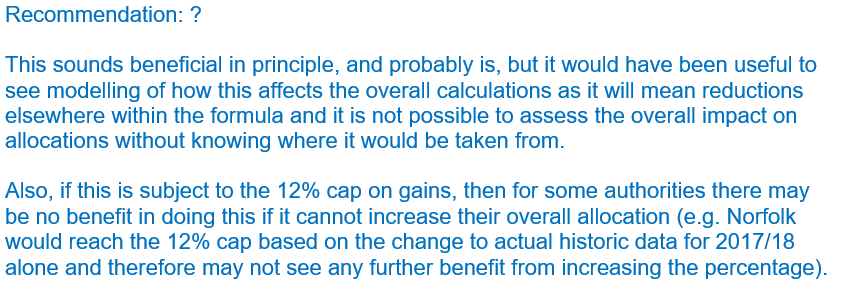 Recommendation: ?
This sounds beneficial in principle, and probably is, but it would have been useful to
see modelling of how this affects the overall calculations as it will mean reductions
elsewhere within the formula and it is not possible to assess the overall impact on
allocations without knowing where it would be taken from.
Also, if this is subject to the 12% cap on gains, then for some authorities there may
be no benefit in doing this if it cannot increase their overall allocation (e.g. Norfolk
would reach the 12% cap based on the change to actual historic data for 2017/18
alone and therefore may not see any further benefit from increasing the percentage).